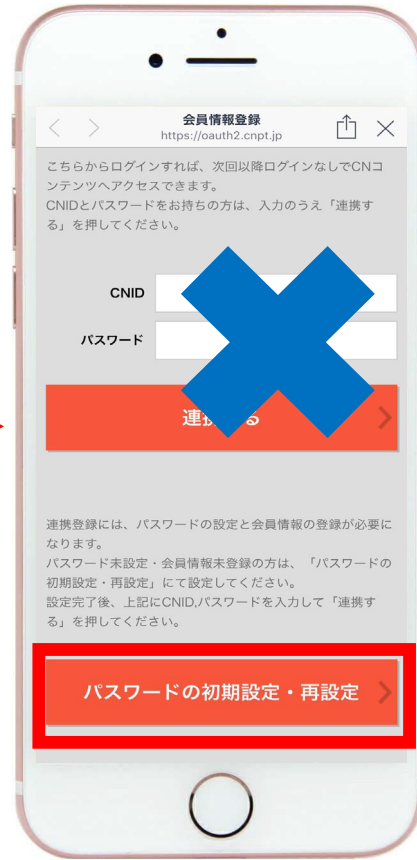 会員情報登録
https://oauth2.cnpt.jp
こちらからログインすれば、次回以降ログインなしでCNコ
ンテンツへアクセスできます。
CNIDとパスワードをお持ちの方は、入力のうえ「連携す
る」を押してください。
CNID
パスワード
連携る
連携登録には、パスワードの設定と会員情報の登録が必要に
なります。
パスワード未設定・会員情報未登録の方は、「パスワードの
初期設定・再設定」にて設定してください。
設定完了後、上記にCNID,パスワードを入力して「連携す
る」を押してください。
パスワードの初期設定・再設定